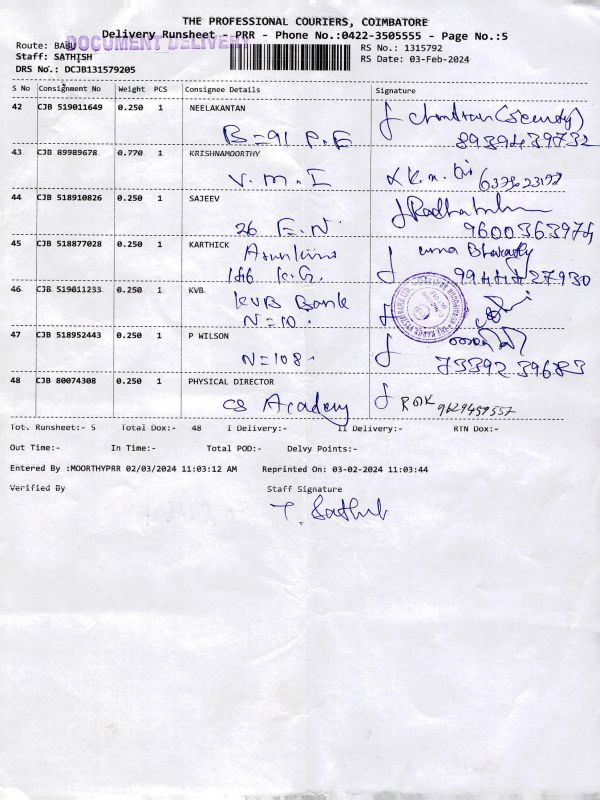 THE PROFESSIONAL COURIERS, COIMBATORE
Delivery Runsheet - PRR - Phone No.:0422-3505555 - Page No.:5
DOCUMENT DELIVERY
Route: BABU
RS No.: 1315792
Staff: SATHISH
RS Date: 03-Feb-2024
DRS No.: DCJB131579205
S No Consignment No Weight PCS Consignee Details Signature
42 CJB 519011649 0.250 1 NEELAKANTAN
B=91 P.E
Chandran (Security)
8939439732
43 CJB 89989678 0.770 1 KRISHNAMOORTHY
V.M.I
44 CJB 518910826 0.250 1 SAJEEV
26 E.N.
45 CJB 518877028 0.250 1 KARTHICK
146 K.G.
uma Bharathy
9944427930
46 CJB 519011233 0.250 1 KVB
KVB Bank
N=10.
47 CJB 518952443 0.250 1 P WILSON
N=108.
73392 39683
48 CJB 80074308 0.250 1 PHYSICAL DIRECTOR
CS Academy
9629459557
Tot. Runsheet:- 5 Total Dox:- 48 I Delivery:- II Delivery:- RTN Dox:-
Out Time:- In Time:- Total POD:- Delvy Points:-
Entered By :MOORTHYPRR 02/03/2024 11:03:12 AM Reprinted On: 03-02-2024 11:03:44
Verified By Staff Signature
T. Sathish